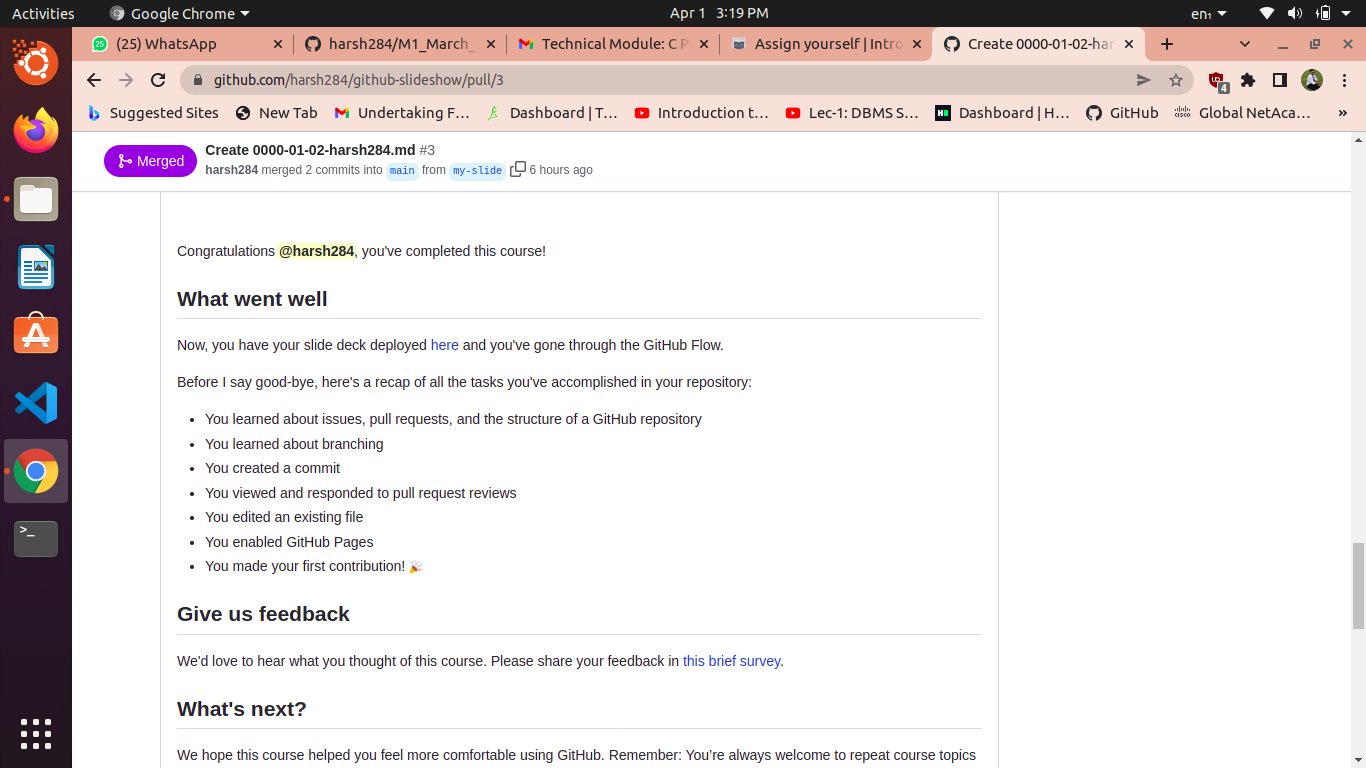 Activities
Google Chrome
Apr 1 3:19 PM
en₁
(25) WhatsApp
harsh284/M1_March_
Technical Module: C P
Assign yourself | Intro
Create 0000-01-02-har
github.com/harsh284/github-slideshow/pull/3
4
Suggested Sites
New Tab
Undertaking F…
Dashboard | T…
Introduction t…
Lec-1: DBMS S…
Dashboard | H…
GitHub
Global NetAca…
»
Merged
Create 0000-01-02-harsh284.md #3
harsh284 merged 2 commits into main from my-slide 6 hours ago
Congratulations @harsh284, you've completed this course!
What went well
Now, you have your slide deck deployed here and you've gone through the GitHub Flow.
Before I say good-bye, here's a recap of all the tasks you've accomplished in your repository:
• You learned about issues, pull requests, and the structure of a GitHub repository
• You learned about branching
• You created a commit
• You viewed and responded to pull request reviews
• You edited an existing file
• You enabled GitHub Pages
• You made your first contribution! 🎉
Give us feedback
We'd love to hear what you thought of this course. Please share your feedback in this brief survey.
What's next?
We hope this course helped you feel more comfortable using GitHub. Remember: You're always welcome to repeat course topics